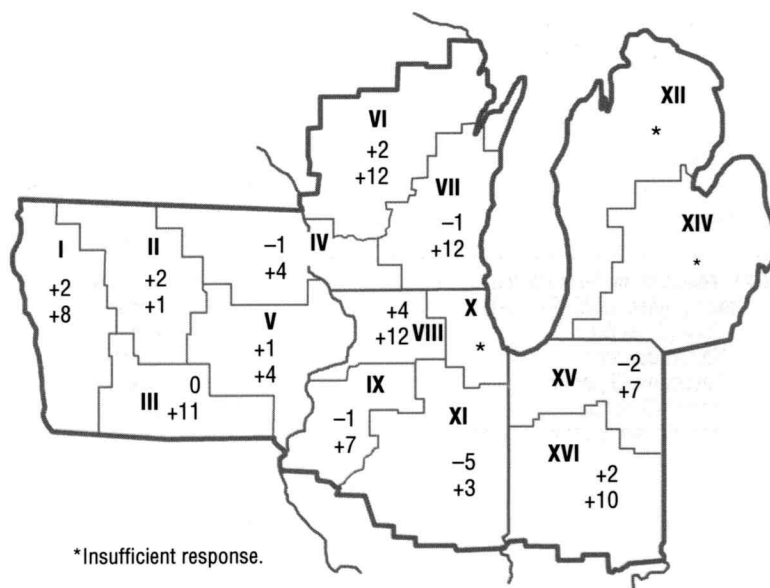 XII
*
VI
+2
+12
VII
–1
+12
XIV
*
I
+2
+8
II
+2
+1
–1
+4
IV
V
+1
+4
+4
+12
VIII
X
*
0
III
+11
IX
–1
+7
XI
–5
+3
XV
–2
+7
XVI
+2
+10
*Insufficient response.